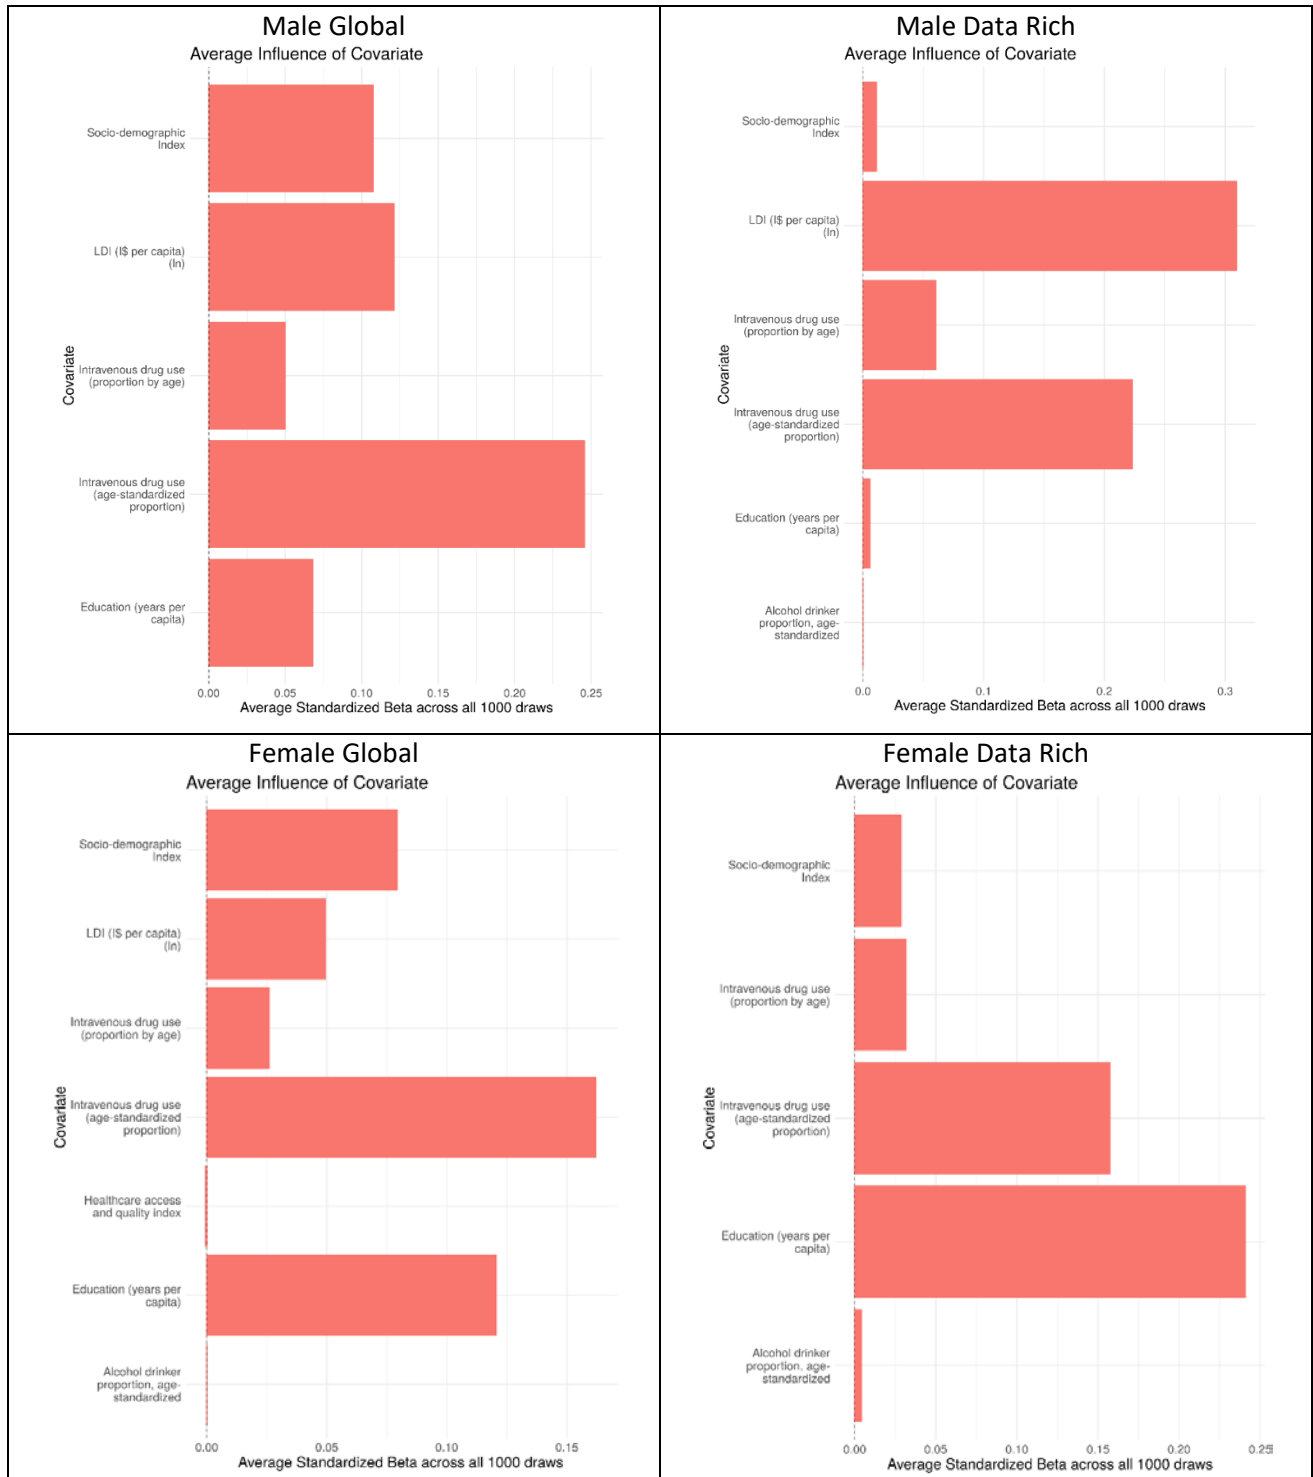 Male Global
Average Influence of Covariate
Socio-demographic
Index
LDI (I$ per capita)
(ln)
Intravenous drug use
(proportion by age)
Covariate
Intravenous drug use
(age-standardized
proportion)
Education (years per
capita)
0.00 0.05 0.10 0.15 0.20 0.25
Average Standardized Beta across all 1000 draws
Male Data Rich
Average Influence of Covariate
Socio-demographic
Index
LDI (I$ per capita)
(ln)
Intravenous drug use
(proportion by age)
Covariate
Intravenous drug use
(age-standardized
proportion)
Education (years per
capita)
Alcohol drinker
proportion, age-
standardized
0.0 0.1 0.2 0.3
Average Standardized Beta across all 1000 draws
Female Global
Average Influence of Covariate
Socio-demographic
Index
LDI (I$ per capita)
(ln)
Intravenous drug use
(proportion by age)
Covariate
Intravenous drug use
(age-standardized
proportion)
Healthcare access
and quality index
Education (years per
capita)
Alcohol drinker
proportion, age-
standardized
0.00 0.05 0.10 0.15
Average Standardized Beta across all 1000 draws
Female Data Rich
Average Influence of Covariate
Socio-demographic
Index
Intravenous drug use
(proportion by age)
Covariate
Intravenous drug use
(age-standardized
proportion)
Education (years per
capita)
Alcohol drinker
proportion, age-
standardized
0.00 0.05 0.10 0.15 0.20 0.25
Average Standardized Beta across all 1000 draws